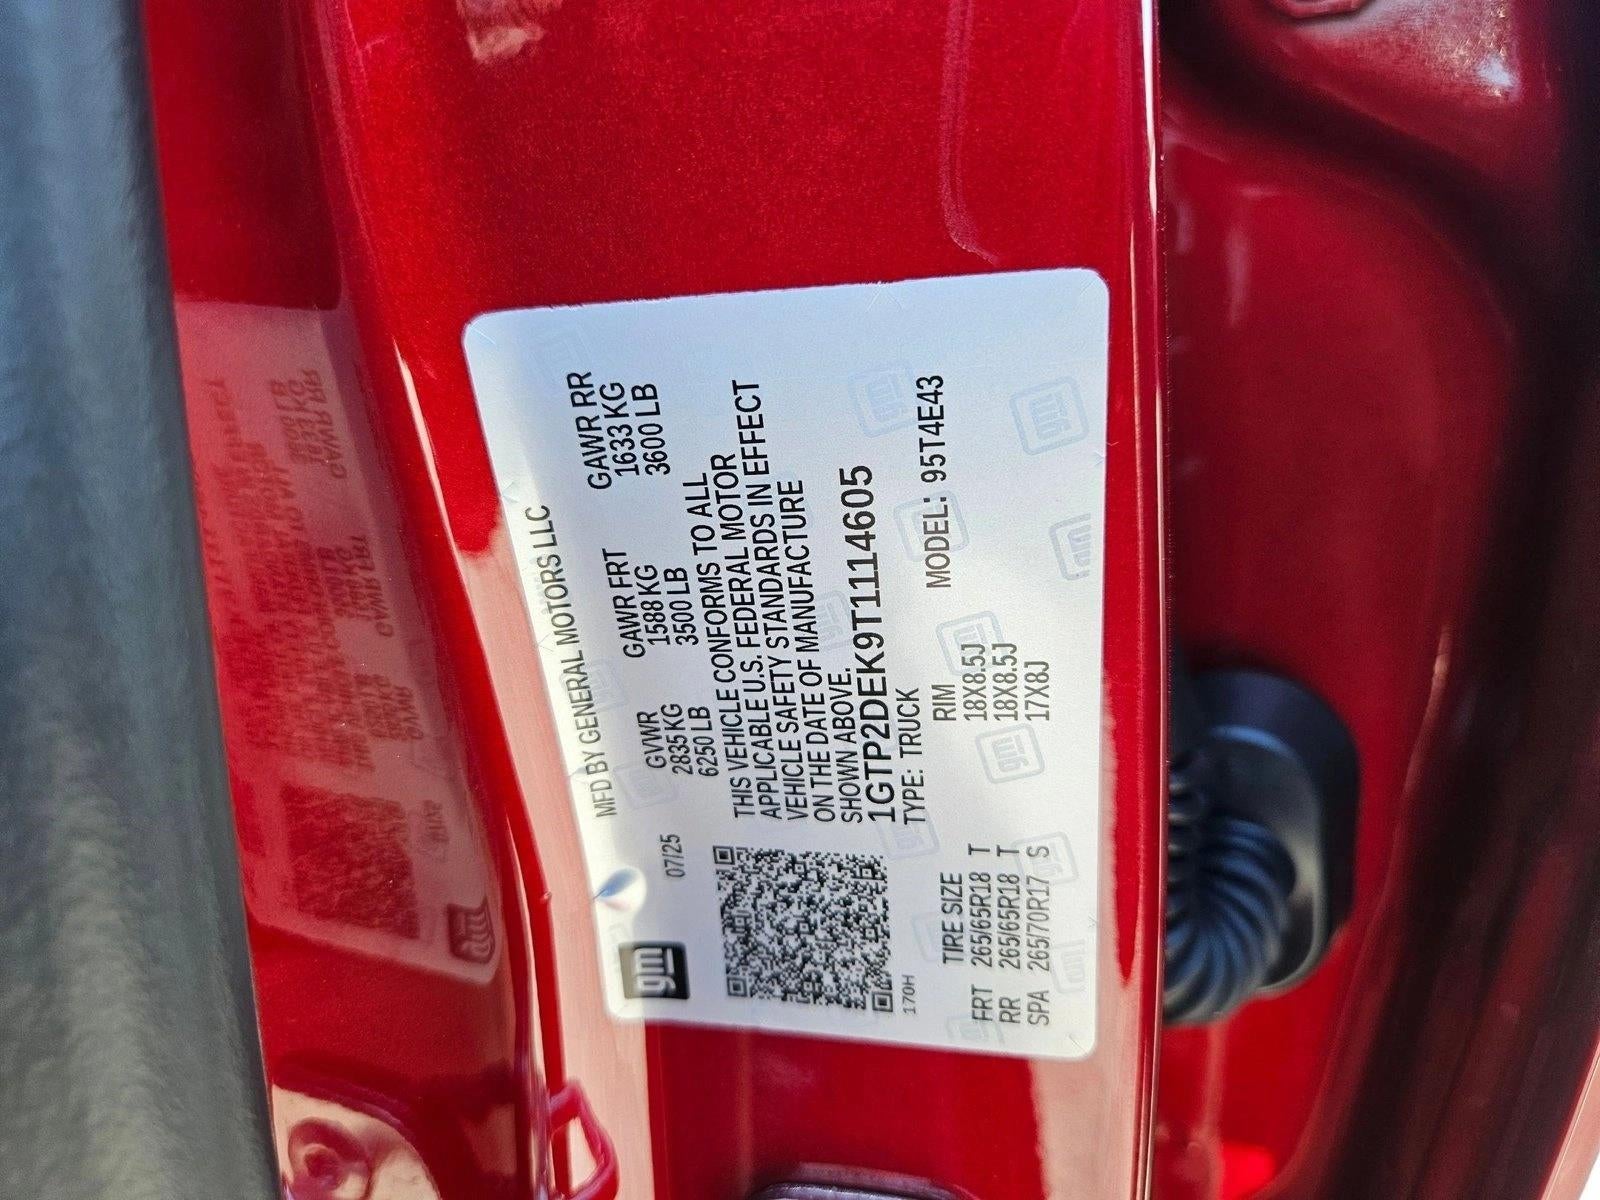 gm
07/25
MFD BY GENERAL MOTORS LLC
GVWR GAWR FRT GAWR RR
2835 KG 1588 KG 1633 KG
6250 LB 3500 LB 3600 LB
THIS VEHICLE CONFORMS TO ALL
APPLICABLE U.S. FEDERAL MOTOR
VEHICLE SAFETY STANDARDS IN EFFECT
ON THE DATE OF MANUFACTURE
SHOWN ABOVE.
1GTP2DEK9T1114605
TYPE: TRUCK MODEL: 95T4E43
170H
TIRE SIZE RIM
FRT 265/65R18 T 18X8.5J
RR 265/65R18 T 18X8.5J
SPA 265/70R17 S 17X8J